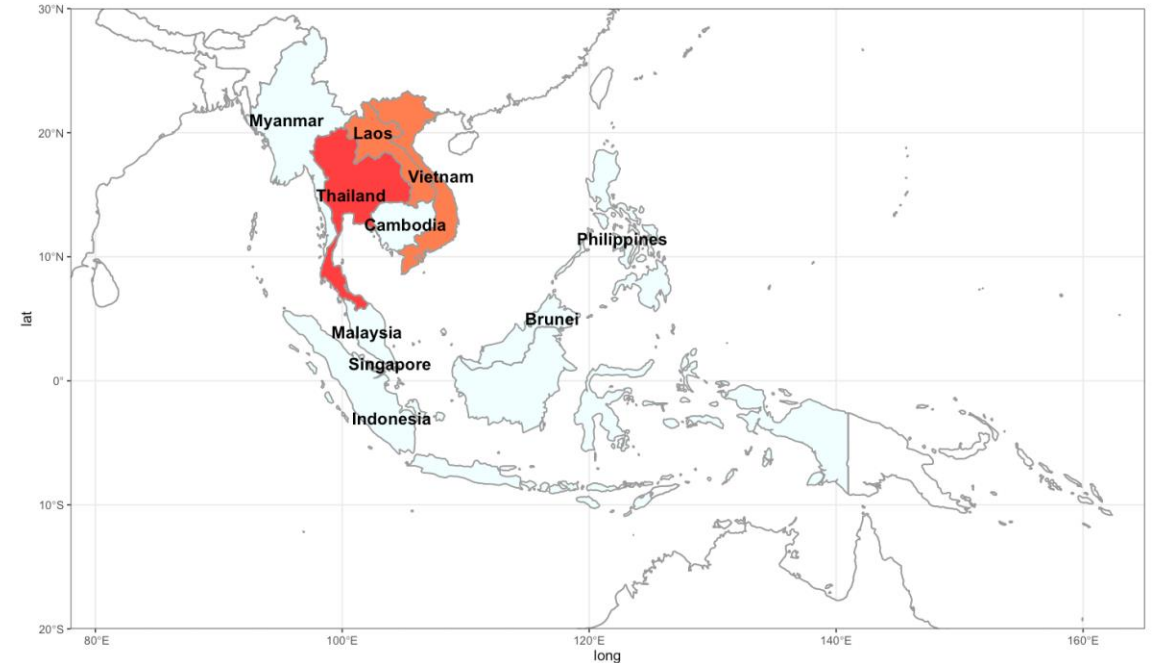 30°N
20°N
10°N
0°
10°S
20°S
lat
Myanmar
Laos
Vietnam
Thailand
Cambodia
Philippines
Brunei
Malaysia
Singapore
Indonesia
80°E
100°E
120°E
140°E
160°E
long